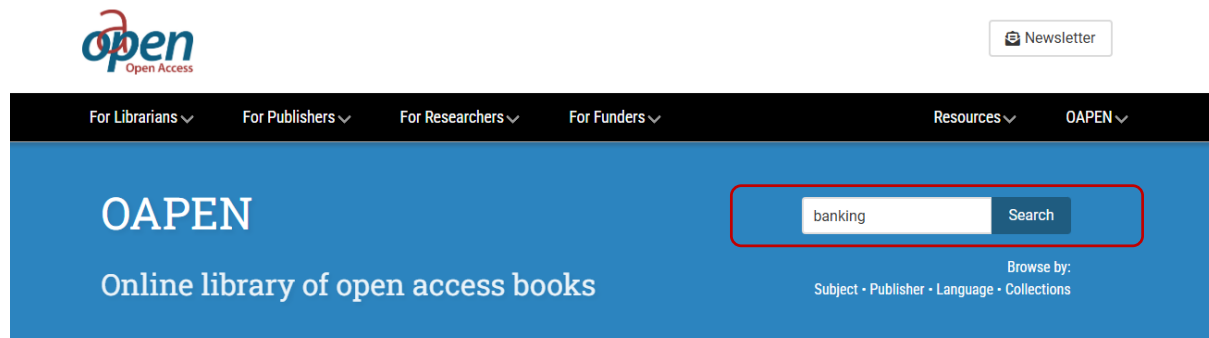 oapen
Open Access
Newsletter
For Librarians For Publishers For Researchers For Funders Resources OAPEN
OAPEN
banking Search
Online library of open access books
Browse by:
Subject • Publisher • Language • Collections